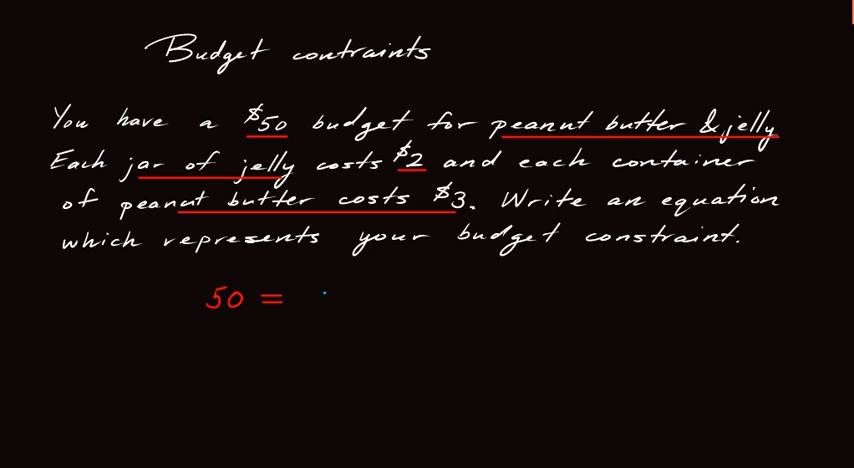 Budget contraints
You have a $50 budget for peanut butter & jelly
Each jar of jelly costs $2 and each container
of peanut butter costs $3. Write an equation
which represents your budget constraint.
50 =